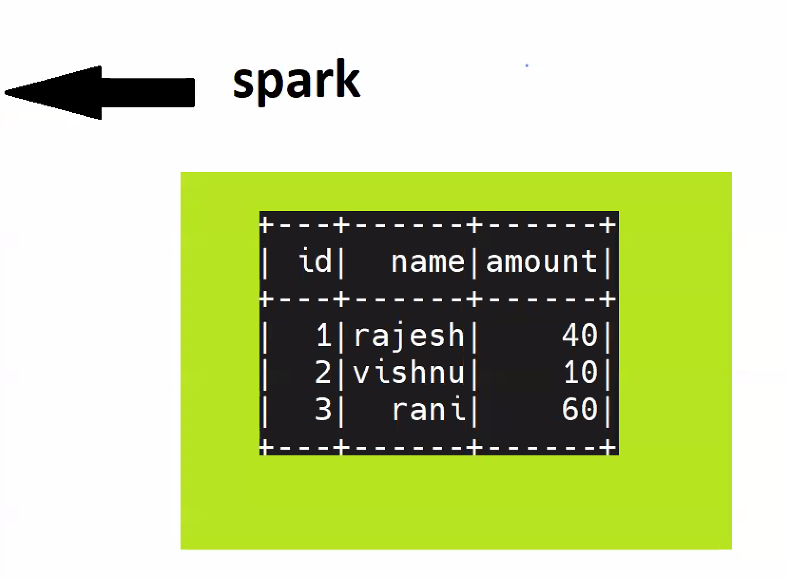 spark
+---+------+------+
| id|  name|amount|
+---+------+------+
|  1|rajesh|    40|
|  2|vishnu|    10|
|  3|  rani|    60|
+---+------+------+